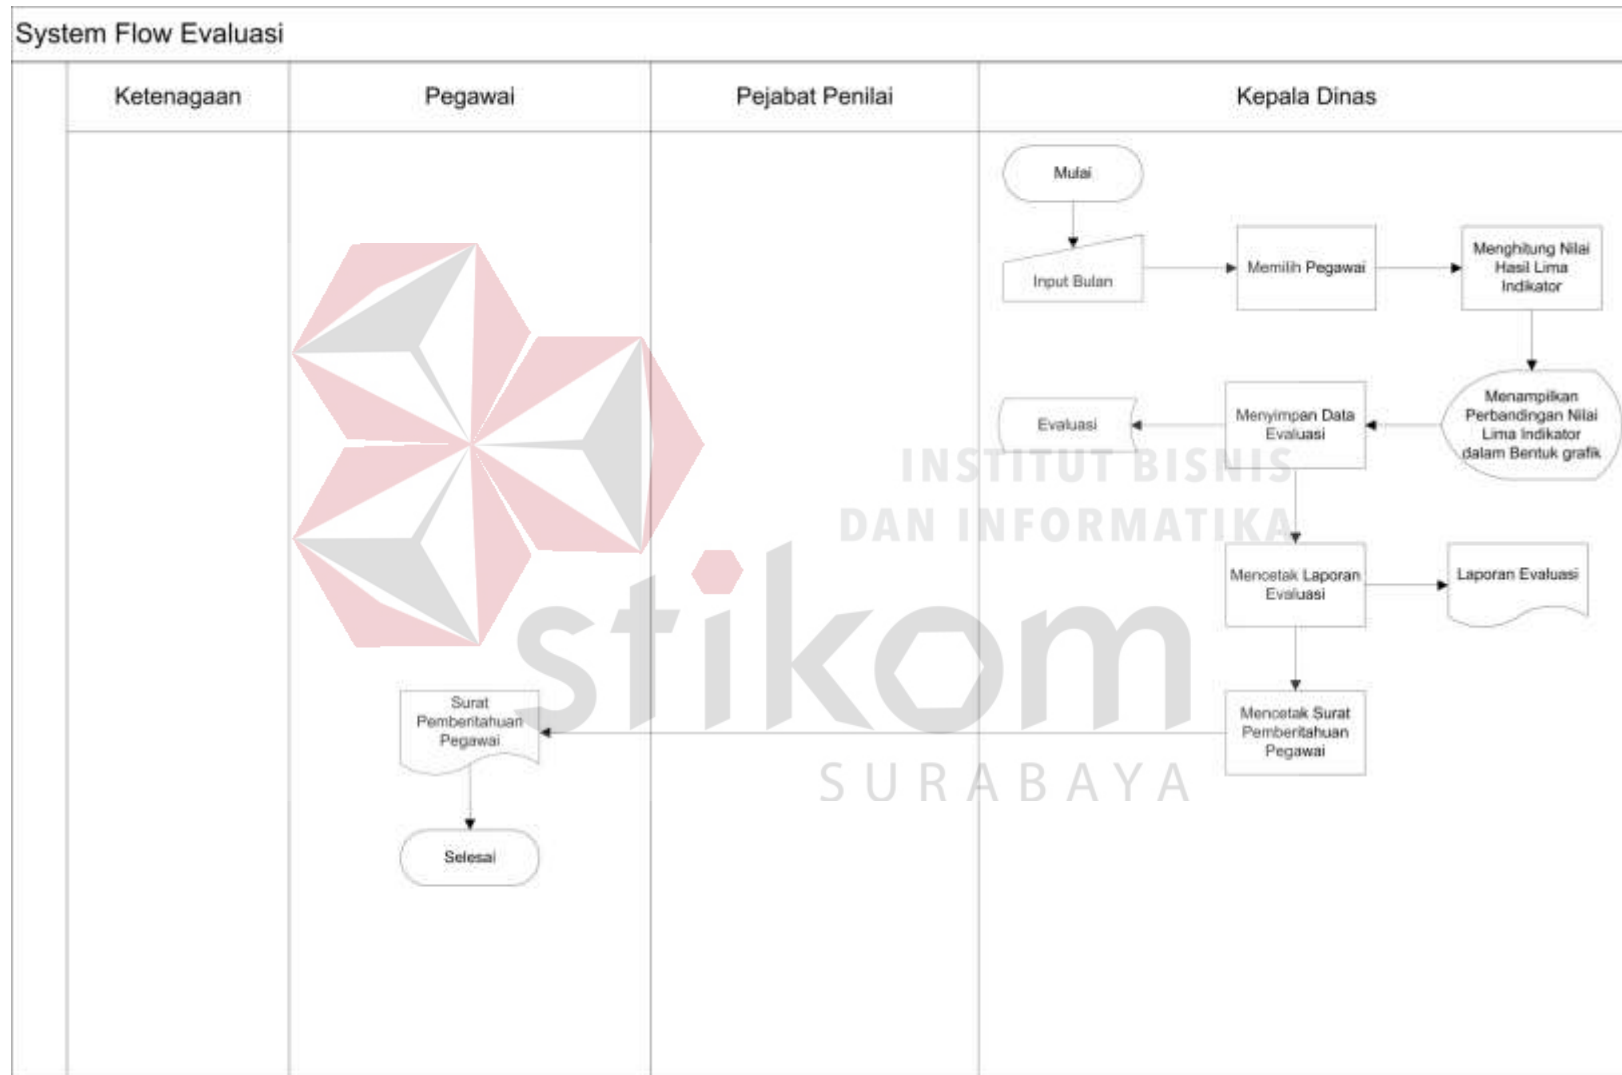 System Flow Evaluasi
Ketenagaan
Pegawai
Pejabat Penilai
Kepala Dinas
Mulai
Input Bulan
Memilih Pegawai
Menghitung Nilai
Hasil Lima
Indikator
Menampilkan
Perbandingan Nilai
Lima Indikator
dalam Bentuk grafik
Menyimpan Data
Evaluasi
Evaluasi
INSTITUT BISNIS
DAN INFORMATIKA
Mencetak Laporan
Evaluasi
Laporan Evaluasi
stikom
SURABAYA
Mencetak Surat
Pemberitahuan
Pegawai
Surat
Pemberitahuan
Pegawai
Selesai